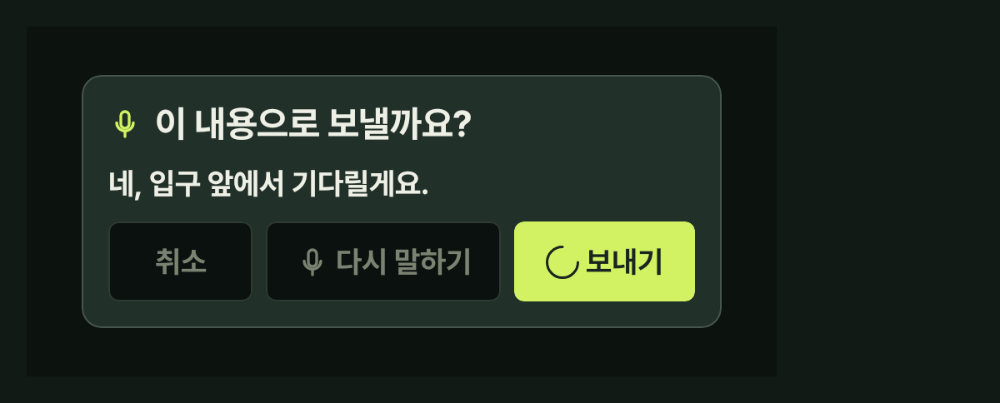 이 내용으로 보낼까요?
네, 입구 앞에서 기다릴게요.
취소 다시 말하기 보내기